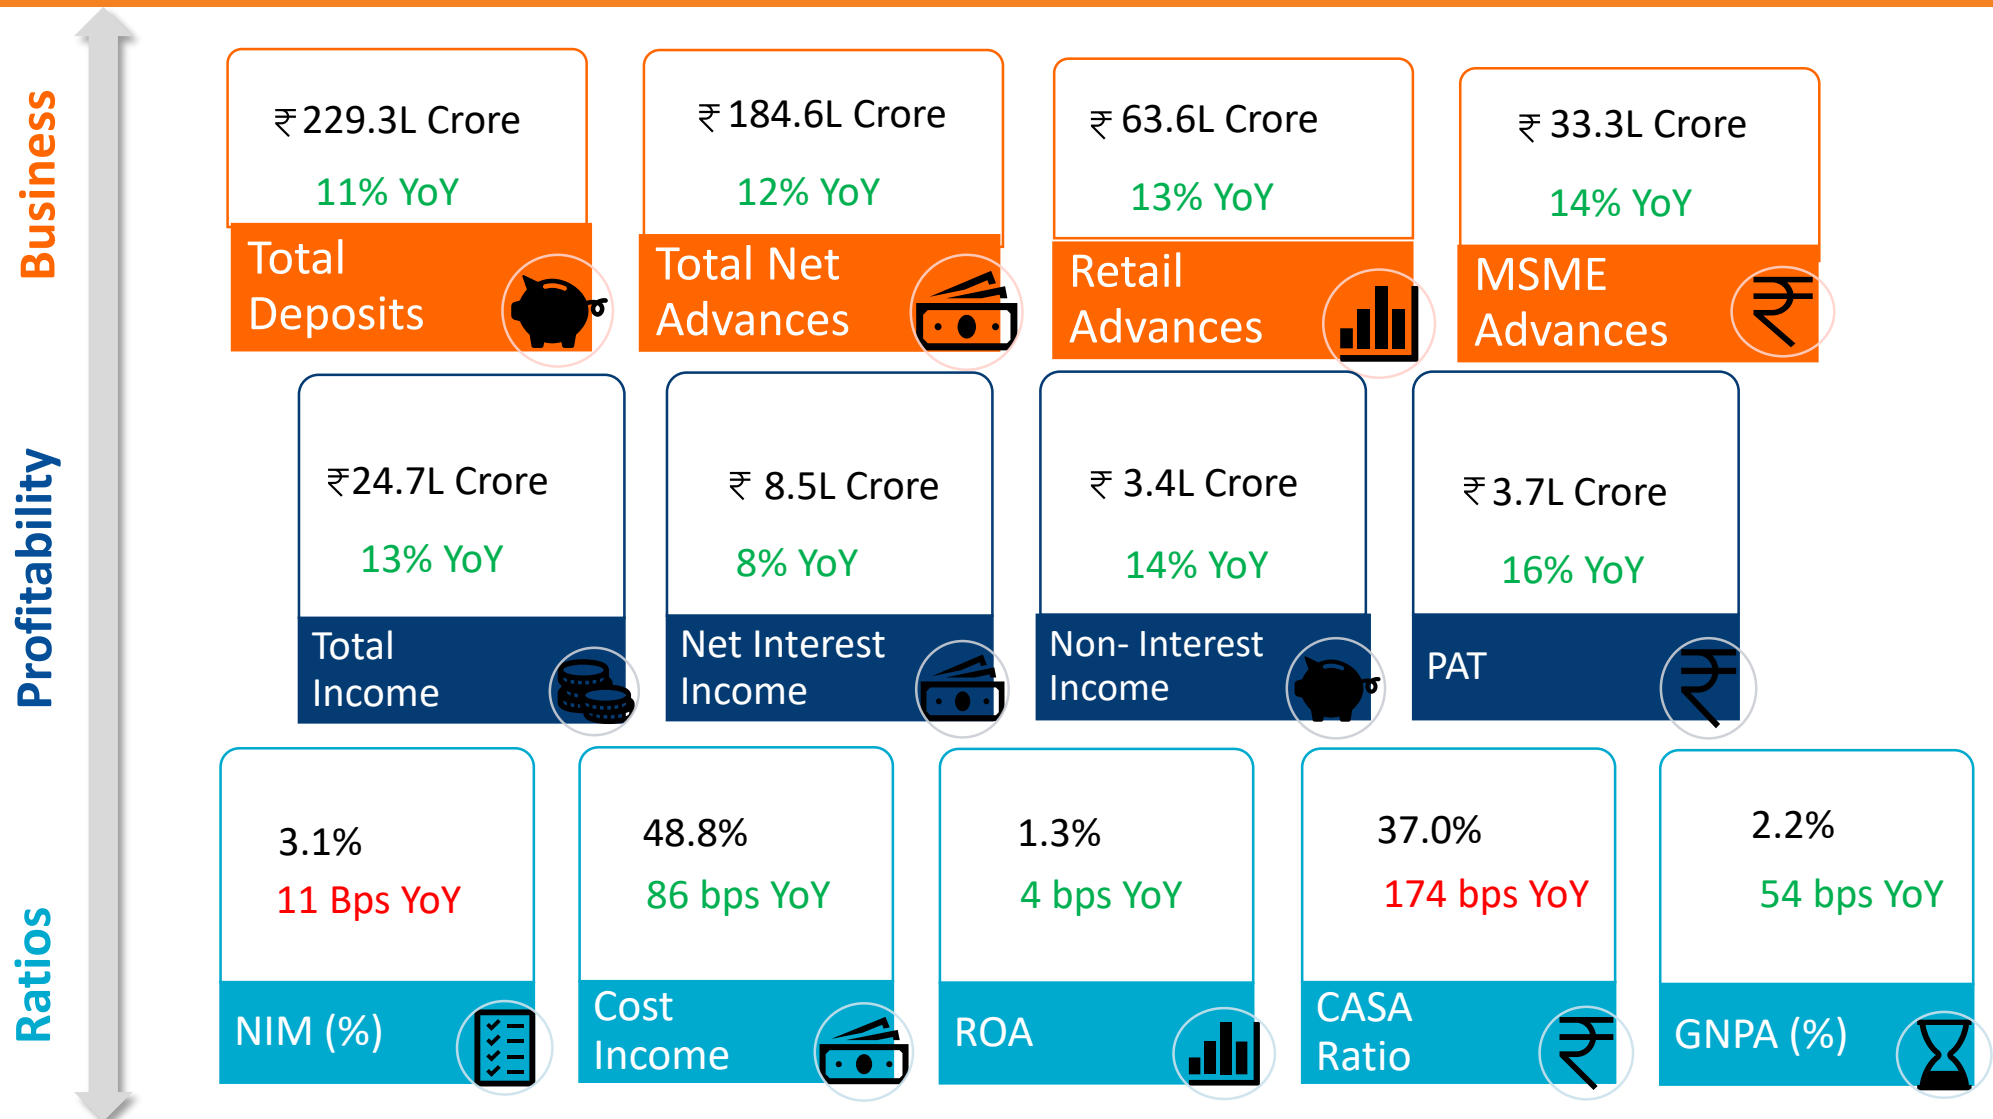 Business
₹ 229.3L Crore
11% YoY
Total
Deposits
₹ 184.6L Crore
12% YoY
Total Net
Advances
₹ 63.6L Crore
13% YoY
Retail
Advances
₹ 33.3L Crore
14% YoY
MSME
Advances
₹
Profitability
₹24.7L Crore
13% YoY
Total
Income
₹ 8.5L Crore
8% YoY
Net Interest
Income
₹ 3.4L Crore
14% YoY
Non- Interest
Income
₹ 3.7L Crore
16% YoY
PAT
₹
Ratios
3.1%
11 Bps YoY
NIM (%)
48.8%
86 bps YoY
Cost
Income
1.3%
4 bps YoY
ROA
37.0%
174 bps YoY
CASA
Ratio
₹
2.2%
54 bps YoY
GNPA (%)